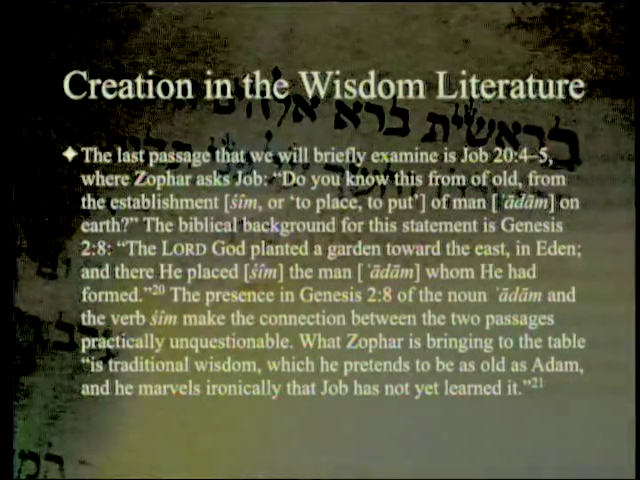 Creation in the Wisdom Literature
בראשית ברא אלהים
✦ The last passage that we will briefly examine is Job 20:4–5,
where Zophar asks Job: “Do you know this from of old, from
the establishment [śîm, or ‘to place, to put’] of man [ʾādām] on
earth?” The biblical background for this statement is Genesis
2:8: “The LORD God planted a garden toward the east, in Eden;
and there He placed [śîm] the man [ʾādām] whom He had
formed.”²⁰ The presence in Genesis 2:8 of the noun ʾādām and
the verb śîm make the connection between the two passages
practically unquestionable. What Zophar is bringing to the table
“is traditional wisdom, which he pretends to be as old as Adam,
and he marvels ironically that Job has not yet learned it.”²¹